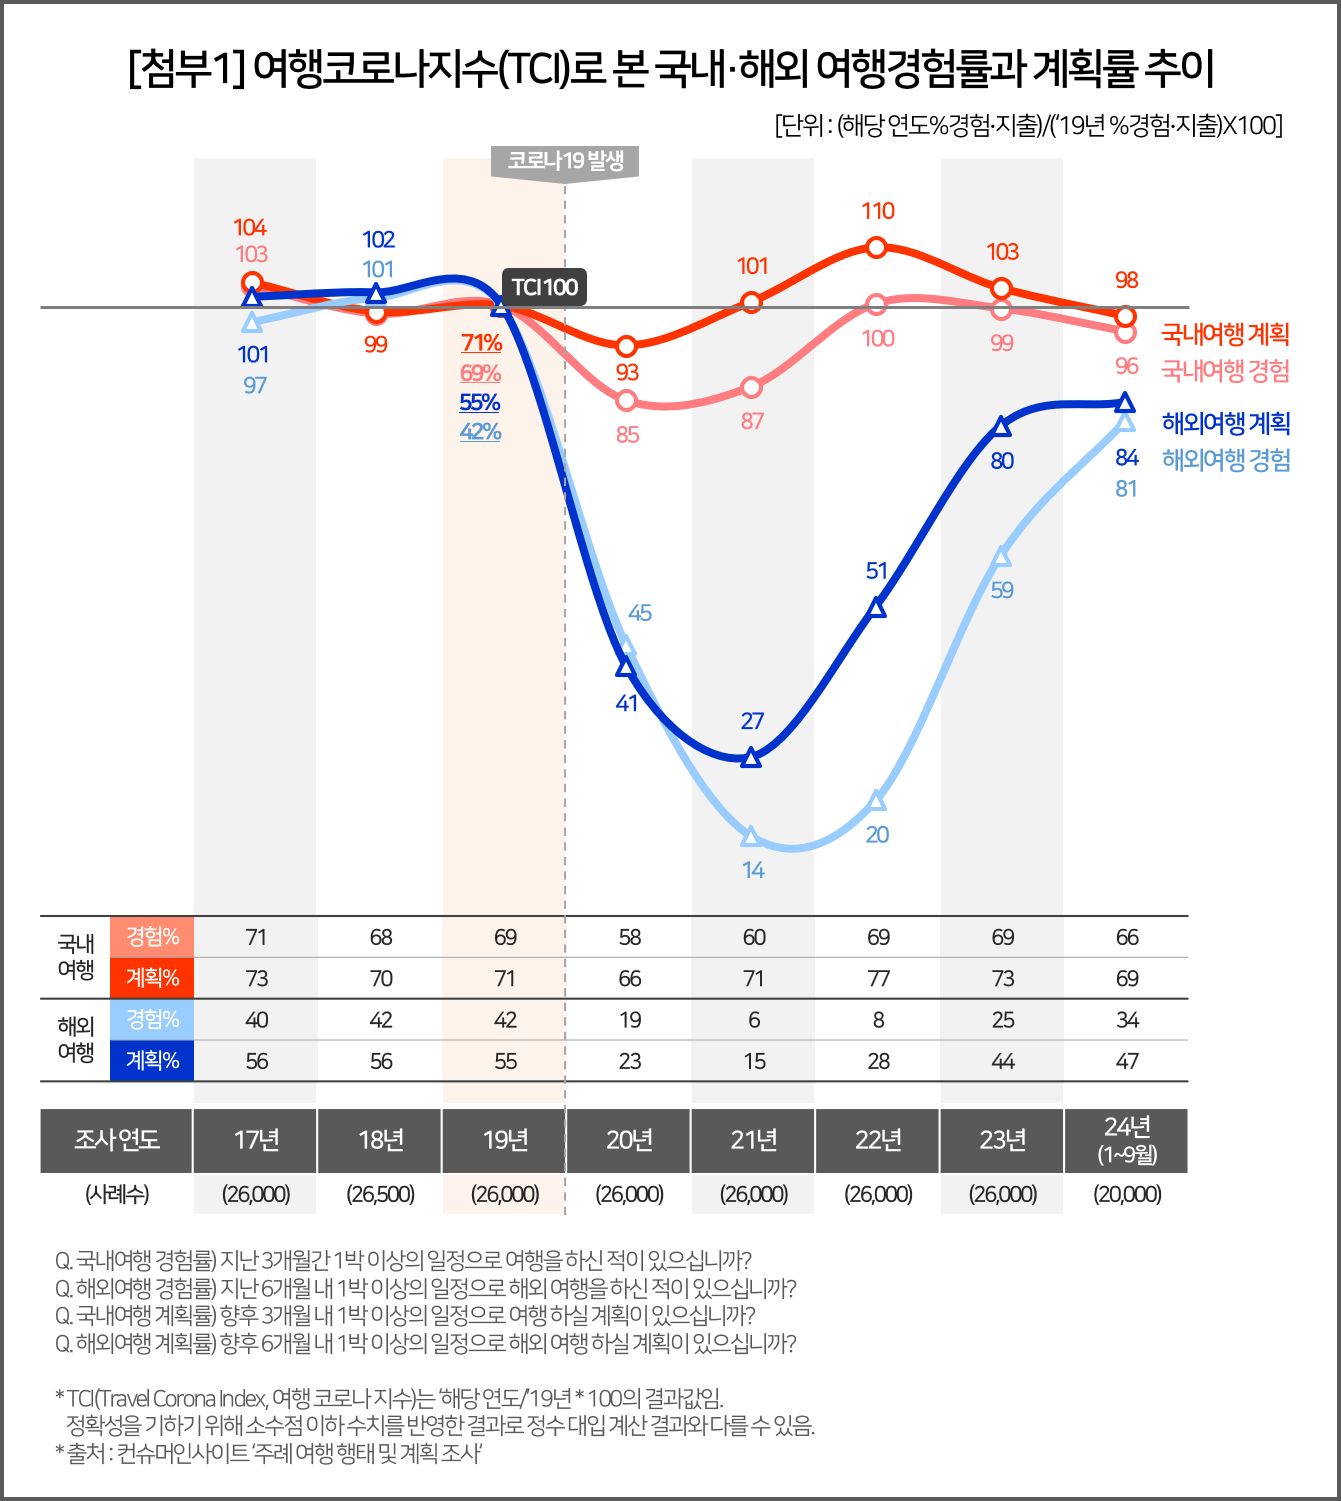 [첨부1] 여행코로나지수(TCI)로 본 국내·해외 여행경험률과 계획률 추이
[단위 : (해당 연도%경험·지출)/(‘19년 %경험·지출)X100]
코로나19 발생
104
103
102
101
101
97
99
TCI 100
71%
69%
55%
42%
93
85
101
87
110
100
103
99
98
96
국내여행 계획
국내여행 경험
해외여행 계획
해외여행 경험
84
81
80
59
51
20
27
14
45
41
국내
여행
경험% 71 68 69 58 60 69 69 66
계획% 73 70 71 66 71 77 73 69
해외
여행
경험% 40 42 42 19 6 8 25 34
계획% 56 56 55 23 15 28 44 47
조사 연도 17년 18년 19년 20년 21년 22년 23년 24년
(1~9월)
(사례수) (26,000) (26,500) (26,000) (26,000) (26,000) (26,000) (26,000) (20,000)
Q. 국내여행 경험률) 지난 3개월간 1박 이상의 일정으로 여행을 하신 적이 있으십니까?
Q. 해외여행 경험률) 지난 6개월 내 1박 이상의 일정으로 해외 여행을 하신 적이 있으십니까?
Q. 국내여행 계획률) 향후 3개월 내 1박 이상의 일정으로 여행 하실 계획이 있으십니까?
Q. 해외여행 계획률) 향후 6개월 내 1박 이상의 일정으로 해외 여행 하실 계획이 있으십니까?
* TCI(Travel Corona Index, 여행 코로나 지수)는 ‘해당 연도/’19년 * 100의 결과값임.
정확성을 기하기 위해 소수점 이하 수치를 반영한 결과로 정수 대입 계산 결과와 다를 수 있음.
* 출처 : 컨슈머인사이트 ‘주례 여행 행태 및 계획 조사‘